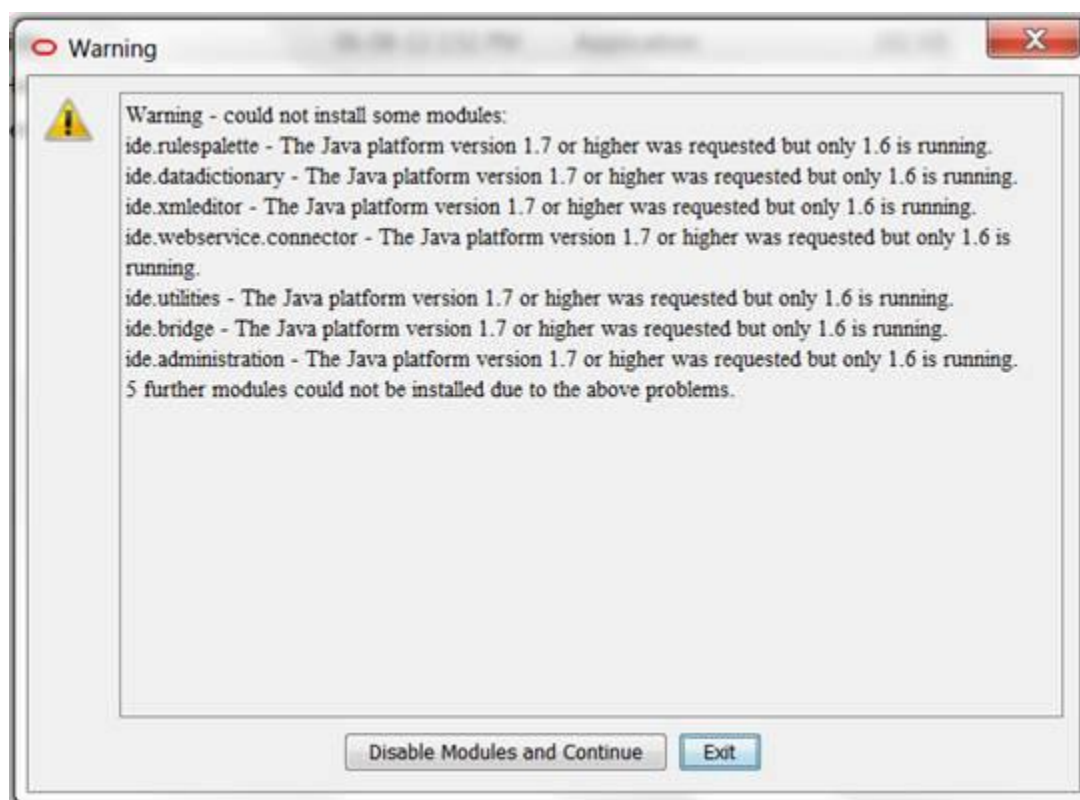 Warning
Warning - could not install some modules:
ide.rulespalette - The Java platform version 1.7 or higher was requested but only 1.6 is running.
ide.datadictionary - The Java platform version 1.7 or higher was requested but only 1.6 is running.
ide.xmleditor - The Java platform version 1.7 or higher was requested but only 1.6 is running.
ide.webservice.connector - The Java platform version 1.7 or higher was requested but only 1.6 is
running.
ide.utilities - The Java platform version 1.7 or higher was requested but only 1.6 is running.
ide.bridge - The Java platform version 1.7 or higher was requested but only 1.6 is running.
ide.administration - The Java platform version 1.7 or higher was requested but only 1.6 is running.
5 further modules could not be installed due to the above problems.
Disable Modules and Continue
Exit